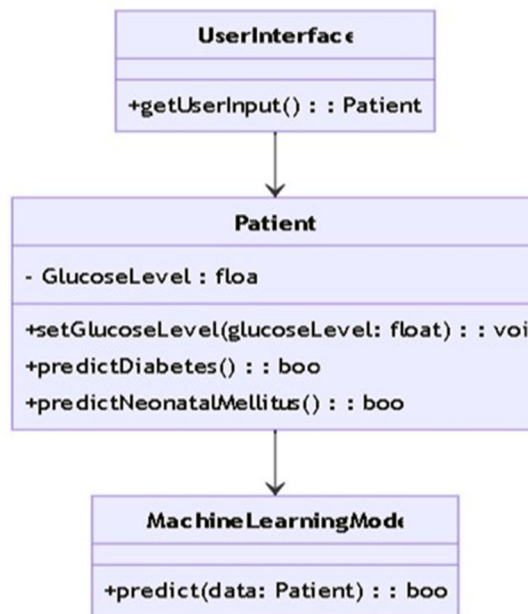 UserInterface
+getUserInput() : : Patient
Patient
- GlucoseLevel : floa
+setGlucoseLevel(glucoseLevel: float) : : voi
+predictDiabetes() : : boo
+predictNeonatalMellitus() : : boo
MachineLearningMode
+predict(data: Patient) : : boo